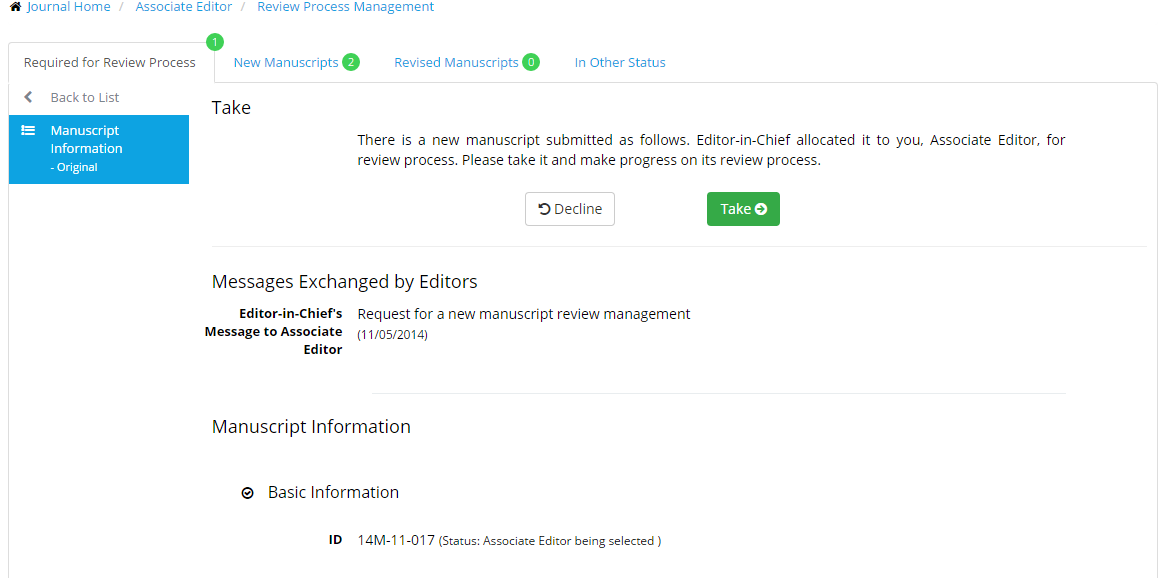 Journal Home / Associate Editor / Review Process Management
1
Required for Review Process New Manuscripts 2 Revised Manuscripts 0 In Other Status
Back to List
Manuscript
Information
- Original
Take
There is a new manuscript submitted as follows. Editor-in-Chief allocated it to you, Associate Editor, for
review process. Please take it and make progress on its review process.
Decline Take
Messages Exchanged by Editors
Editor-in-Chief's
Message to Associate
Editor
Request for a new manuscript review management
(11/05/2014)
Manuscript Information
Basic Information
ID 14M-11-017 (Status: Associate Editor being selected )